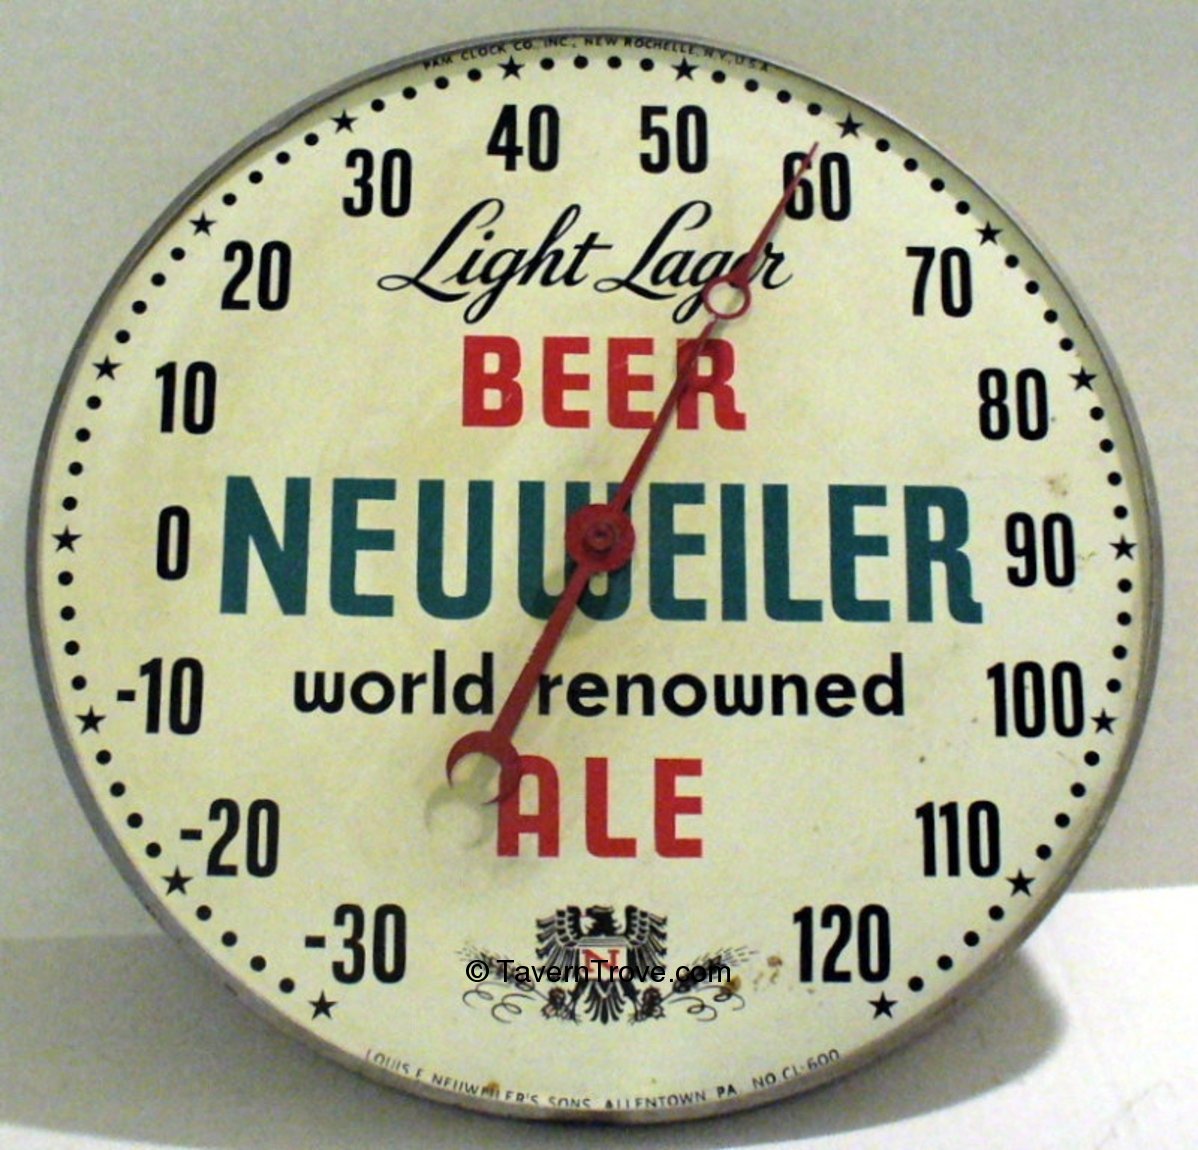 PAM CLOCK CO., INC., NEW ROCHELLE, N.Y., U.S.A.
40 50
30 60
20 70
10 80
0 90
-10 100
-20 110
-30 120
Light Lager
BEER
NEUWEILER
world renowned
ALE
N
© TavernTrove.com
LOUIS F. NEUWEILER'S SONS, ALLENTOWN, PA. NO. CL-600